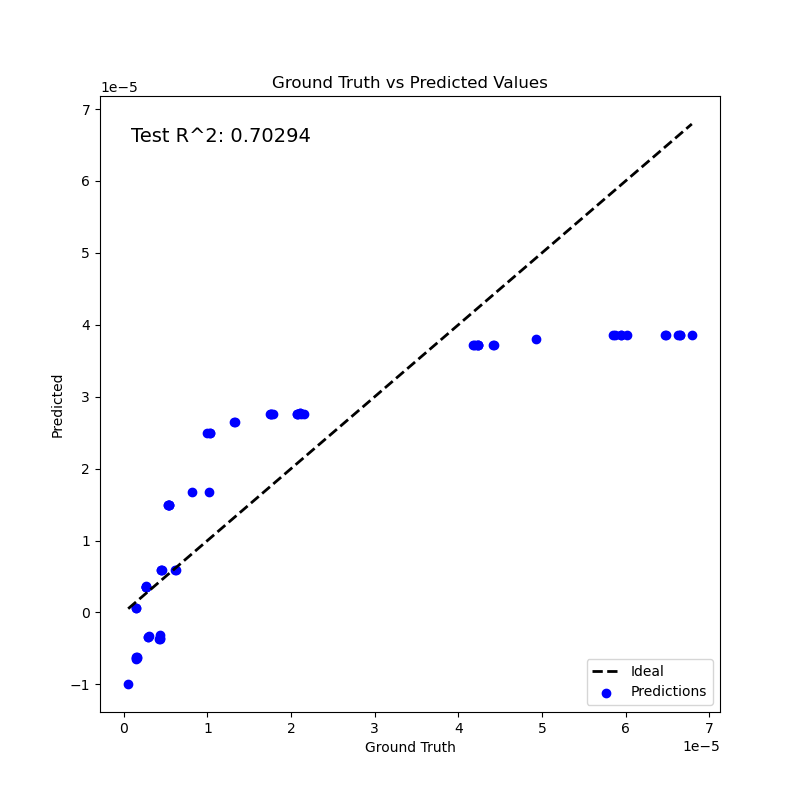 Ground Truth vs Predicted Values
1e−5
Test R^2: 0.70294
7
6
5
4
3
2
1
0
−1
Predicted
Ideal
Predictions
0 1 2 3 4 5 6 7
Ground Truth
1e−5